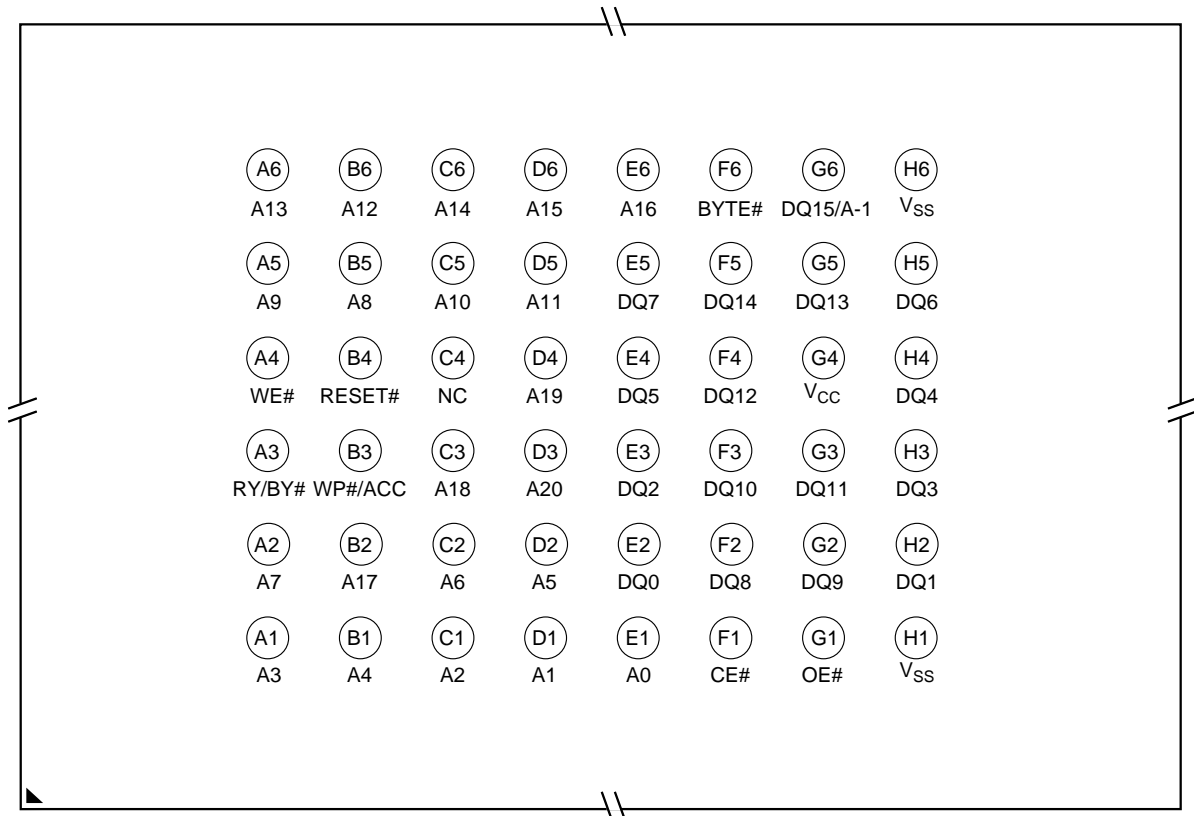 A6 B6 C6 D6 E6 F6 G6 H6
A13 A12 A14 A15 A16 BYTE# DQ15/A-1 VSS
A5 B5 C5 D5 E5 F5 G5 H5
A9 A8 A10 A11 DQ7 DQ14 DQ13 DQ6
A4 B4 C4 D4 E4 F4 G4 H4
WE# RESET# NC A19 DQ5 DQ12 VCC DQ4
A3 B3 C3 D3 E3 F3 G3 H3
RY/BY# WP#/ACC A18 A20 DQ2 DQ10 DQ11 DQ3
A2 B2 C2 D2 E2 F2 G2 H2
A7 A17 A6 A5 DQ0 DQ8 DQ9 DQ1
A1 B1 C1 D1 E1 F1 G1 H1
A3 A4 A2 A1 A0 CE# OE# VSS